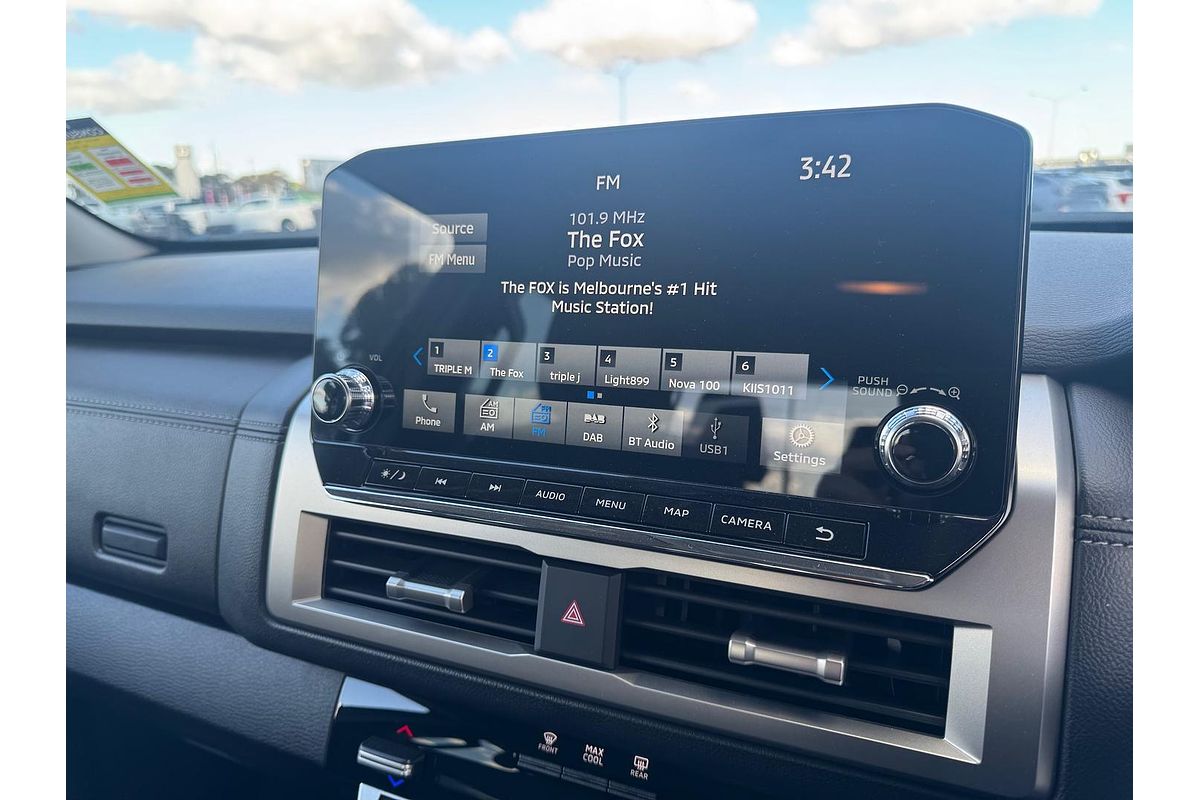 FM
3:42
101.9 MHz
Source
The Fox
FM Menu
Pop Music
The FOX is Melbourne's #1 Hit
Music Station!
VOL
1 TRIPLE M
2 The Fox
3 triple j
4 Light899
5 Nova 100
6 KIIS1011
PUSH
SOUND
Phone
AM
FM
DAB
BT Audio
USB1
Settings
AUDIO
MENU
MAP
CAMERA
FRONT
MAX
COOL
REAR